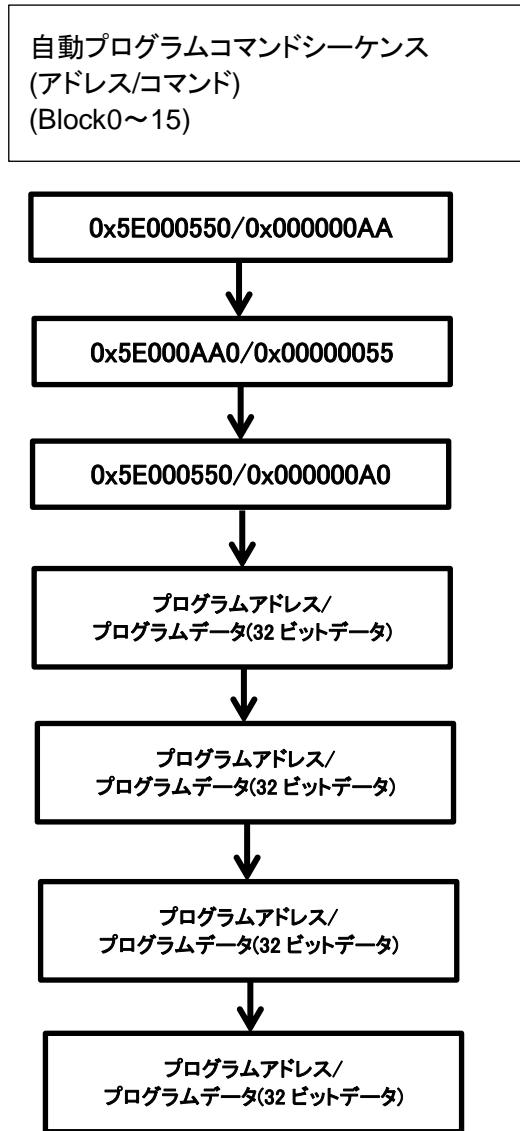 自動プログラムコマンドシーケンス
(アドレス/コマンド)
(Block0～15)
0x5E000550/0x000000AA
0x5E000AA0/0x00000055
0x5E000550/0x000000A0
プログラムアドレス/
プログラムデータ(32 ビットデータ)
プログラムアドレス/
プログラムデータ(32 ビットデータ)
プログラムアドレス/
プログラムデータ(32 ビットデータ)
プログラムアドレス/
プログラムデータ(32 ビットデータ)